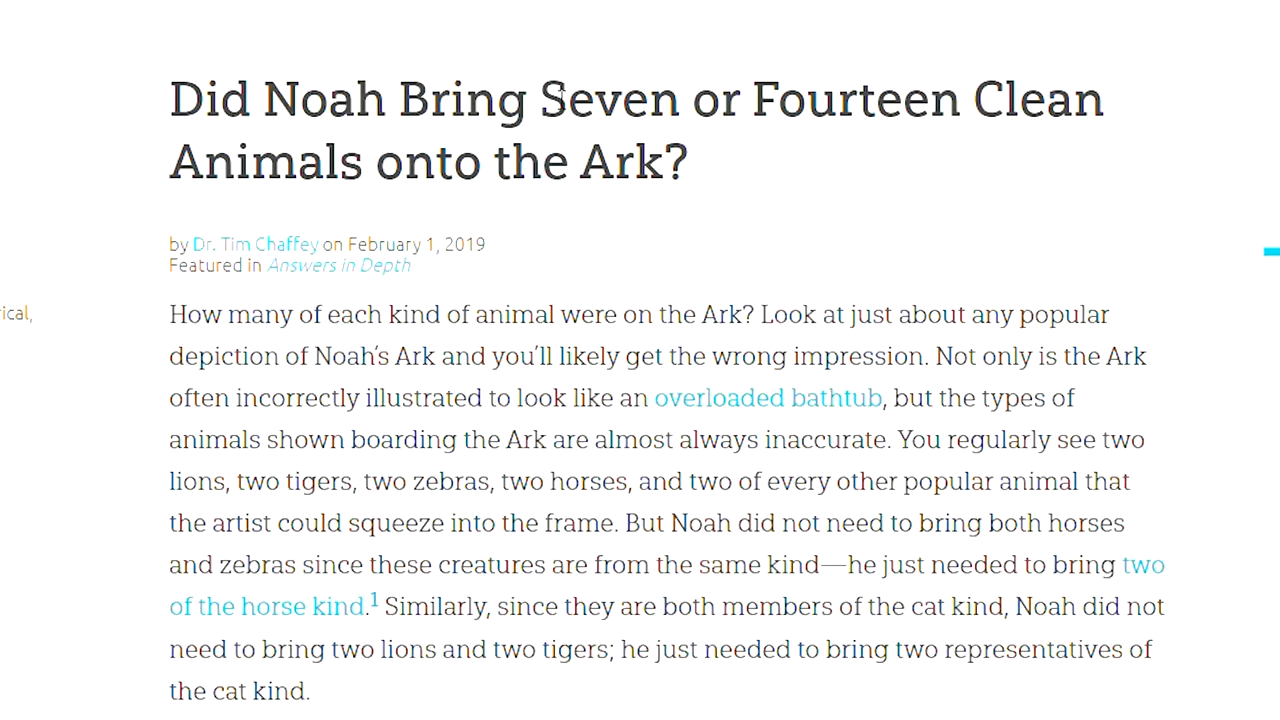 Did Noah Bring Seven or Fourteen Clean
Animals onto the Ark?
by Dr. Tim Chaffey on February 1, 2019
Featured in Answers in Depth
ical,
How many of each kind of animal were on the Ark? Look at just about any popular
depiction of Noah's Ark and you'll likely get the wrong impression. Not only is the Ark
often incorrectly illustrated to look like an overloaded bathtub, but the types of
animals shown boarding the Ark are almost always inaccurate. You regularly see two
lions, two tigers, two zebras, two horses, and two of every other popular animal that
the artist could squeeze into the frame. But Noah did not need to bring both horses
and zebras since these creatures are from the same kind—he just needed to bring two
of the horse kind.1 Similarly, since they are both members of the cat kind, Noah did not
need to bring two lions and two tigers; he just needed to bring two representatives of
the cat kind.